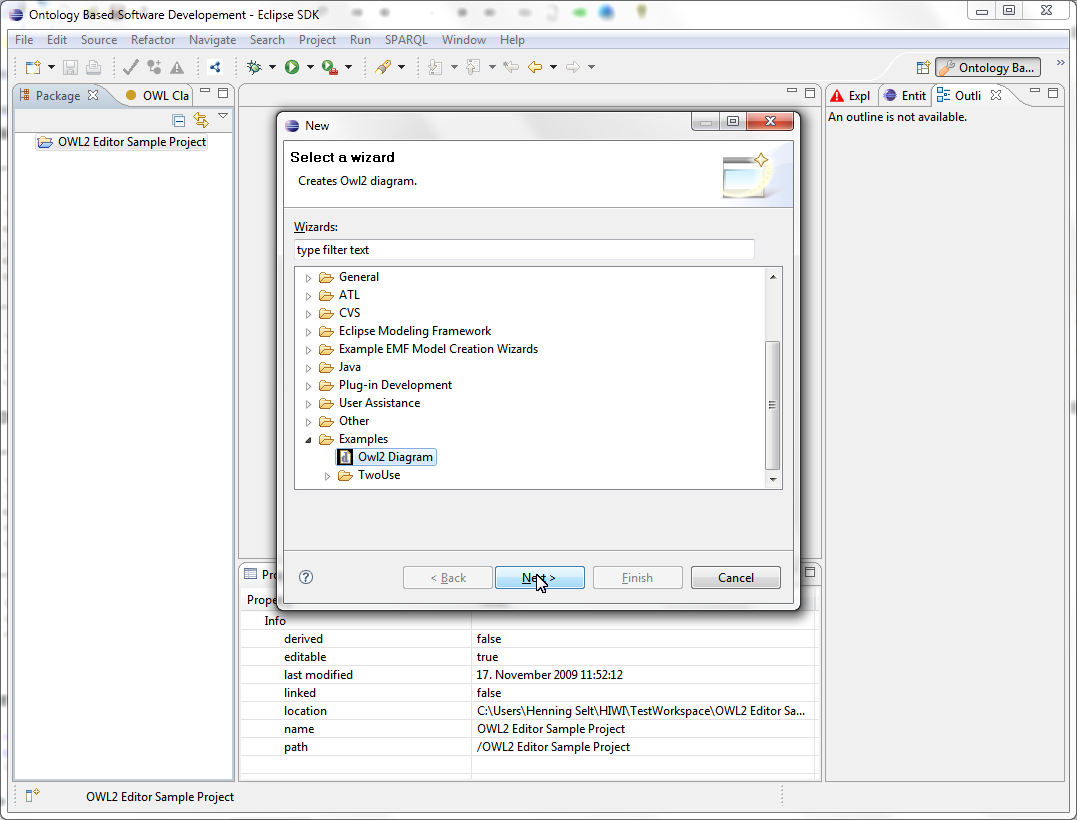 Ontology Based Software Developement - Eclipse SDK
File Edit Source Refactor Navigate Search Project Run SPARQL Window Help
Ontology Ba...
Package OWL Cla
Expl Entit Outli
An outline is not available.
OWL2 Editor Sample Project
New
Select a wizard
Creates Owl2 diagram.
Wizards:
type filter text
General
ATL
CVS
Eclipse Modeling Framework
Example EMF Model Creation Wizards
Java
Plug-in Development
User Assistance
Other
Examples
Owl2 Diagram
TwoUse
< Back Next > Finish Cancel
Pro
Prope
Info
derived false
editable true
last modified 17. November 2009 11:52:12
linked false
location C:\Users\Henning Selt\HIWI\TestWorkspace\OWL2 Editor Sa...
name OWL2 Editor Sample Project
path /OWL2 Editor Sample Project
OWL2 Editor Sample Project